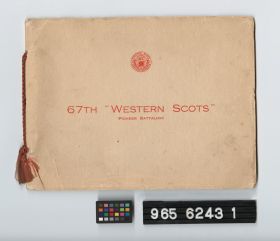 67TH "WESTERN SCOTS"
PIONEER BATTALION
965 6243 1